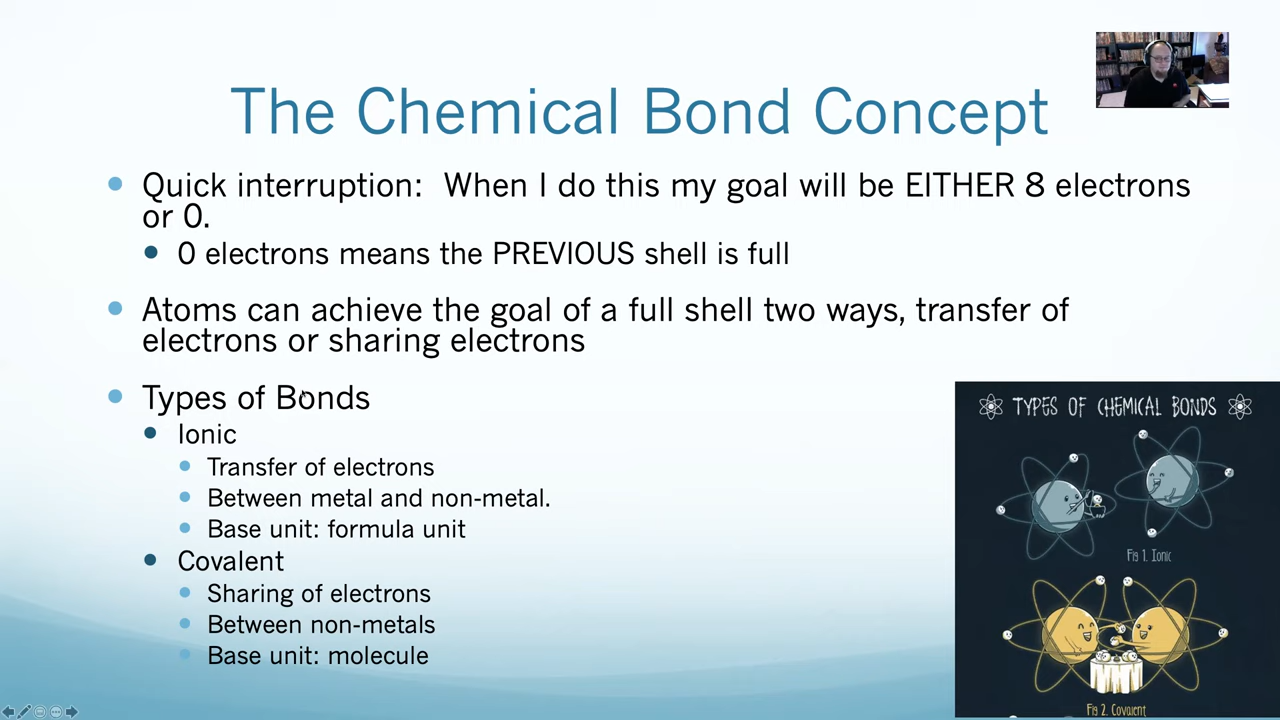 The Chemical Bond Concept
Quick interruption:  When I do this my goal will be EITHER 8 electrons
or 0.
0 electrons means the PREVIOUS shell is full
Atoms can achieve the goal of a full shell two ways, transfer of
electrons or sharing electrons
Types of Bonds
Ionic
Transfer of electrons
Between metal and non-metal.
Base unit: formula unit
Covalent
Sharing of electrons
Between non-metals
Base unit: molecule
TYPES OF CHEMICAL BONDS
Fig 1. Ionic
Fig 2. Covalent